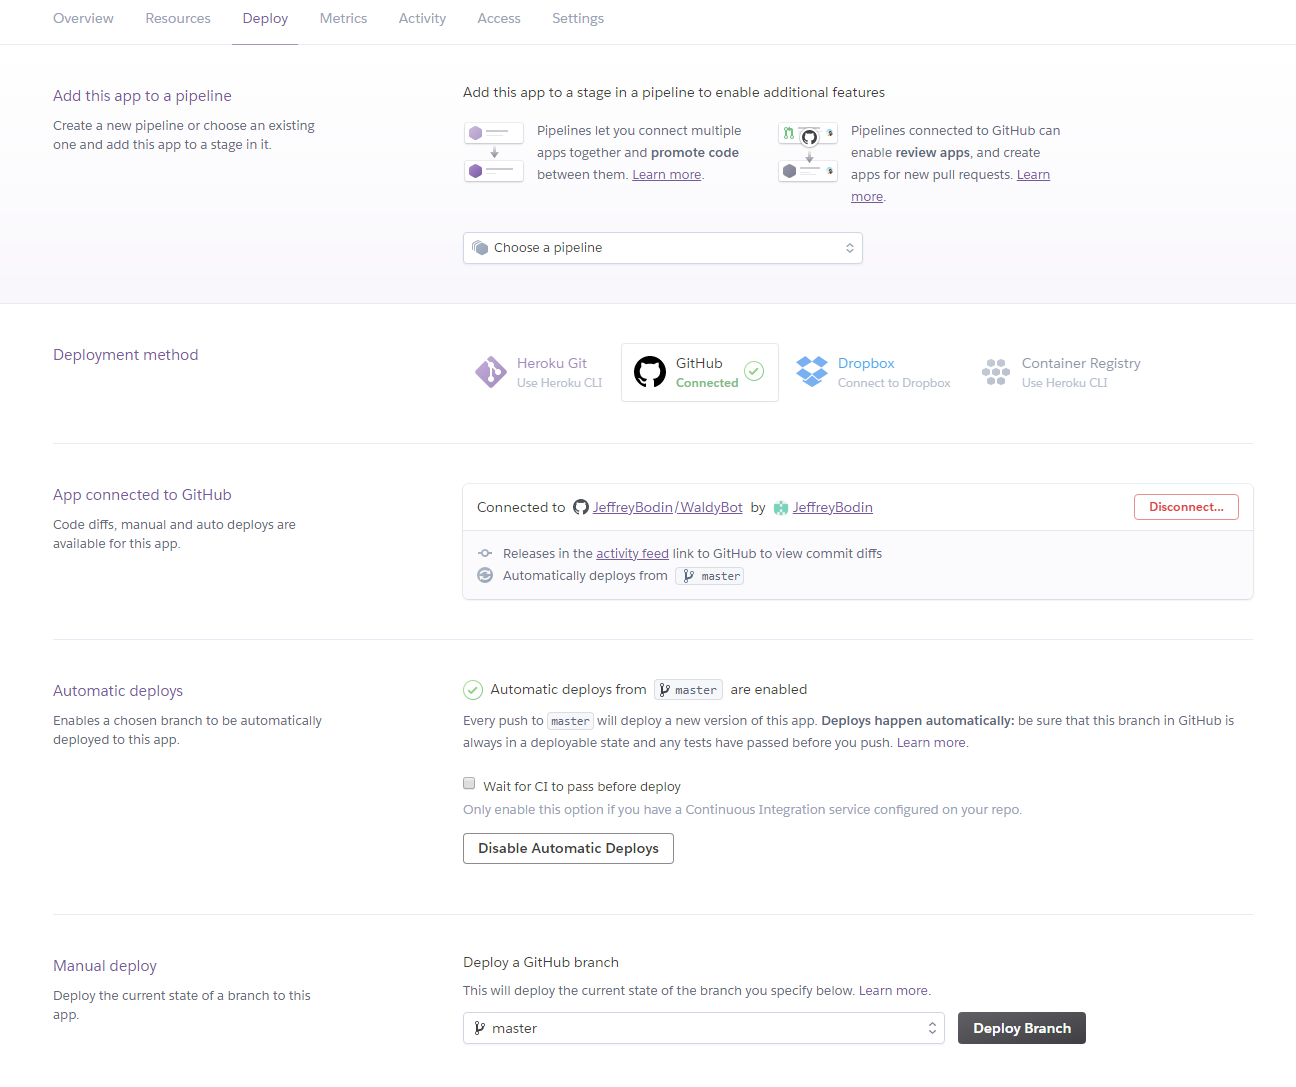 Overview Resources Deploy Metrics Activity Access Settings
Add this app to a pipeline
Create a new pipeline or choose an existing
one and add this app to a stage in it.
Add this app to a stage in a pipeline to enable additional features
Pipelines let you connect multiple
apps together and promote code
between them. Learn more.
Pipelines connected to GitHub can
enable review apps, and create
apps for new pull requests. Learn
more.
Choose a pipeline
Deployment method
Heroku Git
Use Heroku CLI
GitHub
Connected
Dropbox
Connect to Dropbox
Container Registry
Use Heroku CLI
App connected to GitHub
Code diffs, manual and auto deploys are
available for this app.
Connected to JeffreyBodin/WaldyBot by JeffreyBodin
Disconnect...
Releases in the activity feed link to GitHub to view commit diffs
Automatically deploys from master
Automatic deploys
Enables a chosen branch to be automatically
deployed to this app.
Automatic deploys from master are enabled
Every push to master will deploy a new version of this app. Deploys happen automatically: be sure that this branch in GitHub is
always in a deployable state and any tests have passed before you push. Learn more.
Wait for CI to pass before deploy
Only enable this option if you have a Continuous Integration service configured on your repo.
Disable Automatic Deploys
Manual deploy
Deploy the current state of a branch to this
app.
Deploy a GitHub branch
This will deploy the current state of the branch you specify below. Learn more.
master
Deploy Branch